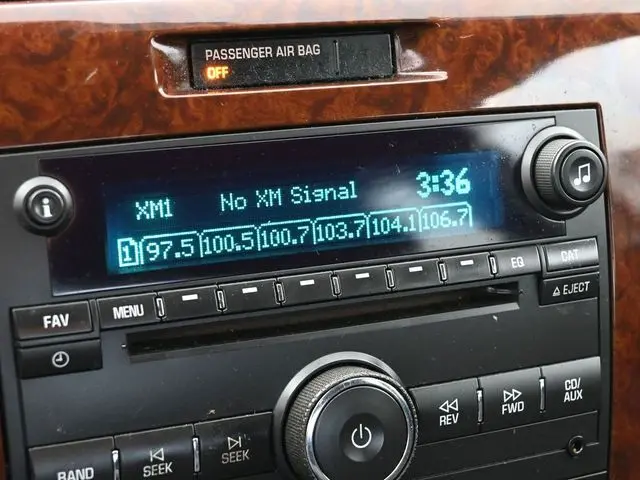 PASSENGER AIR BAG
OFF
XM1 No XM Signal 3:36
1 97.5 100.5 100.7 103.7 104.1 106.7
FAV MENU EQ CAT
EJECT
REV FWD CD/
AUX
BAND SEEK SEEK